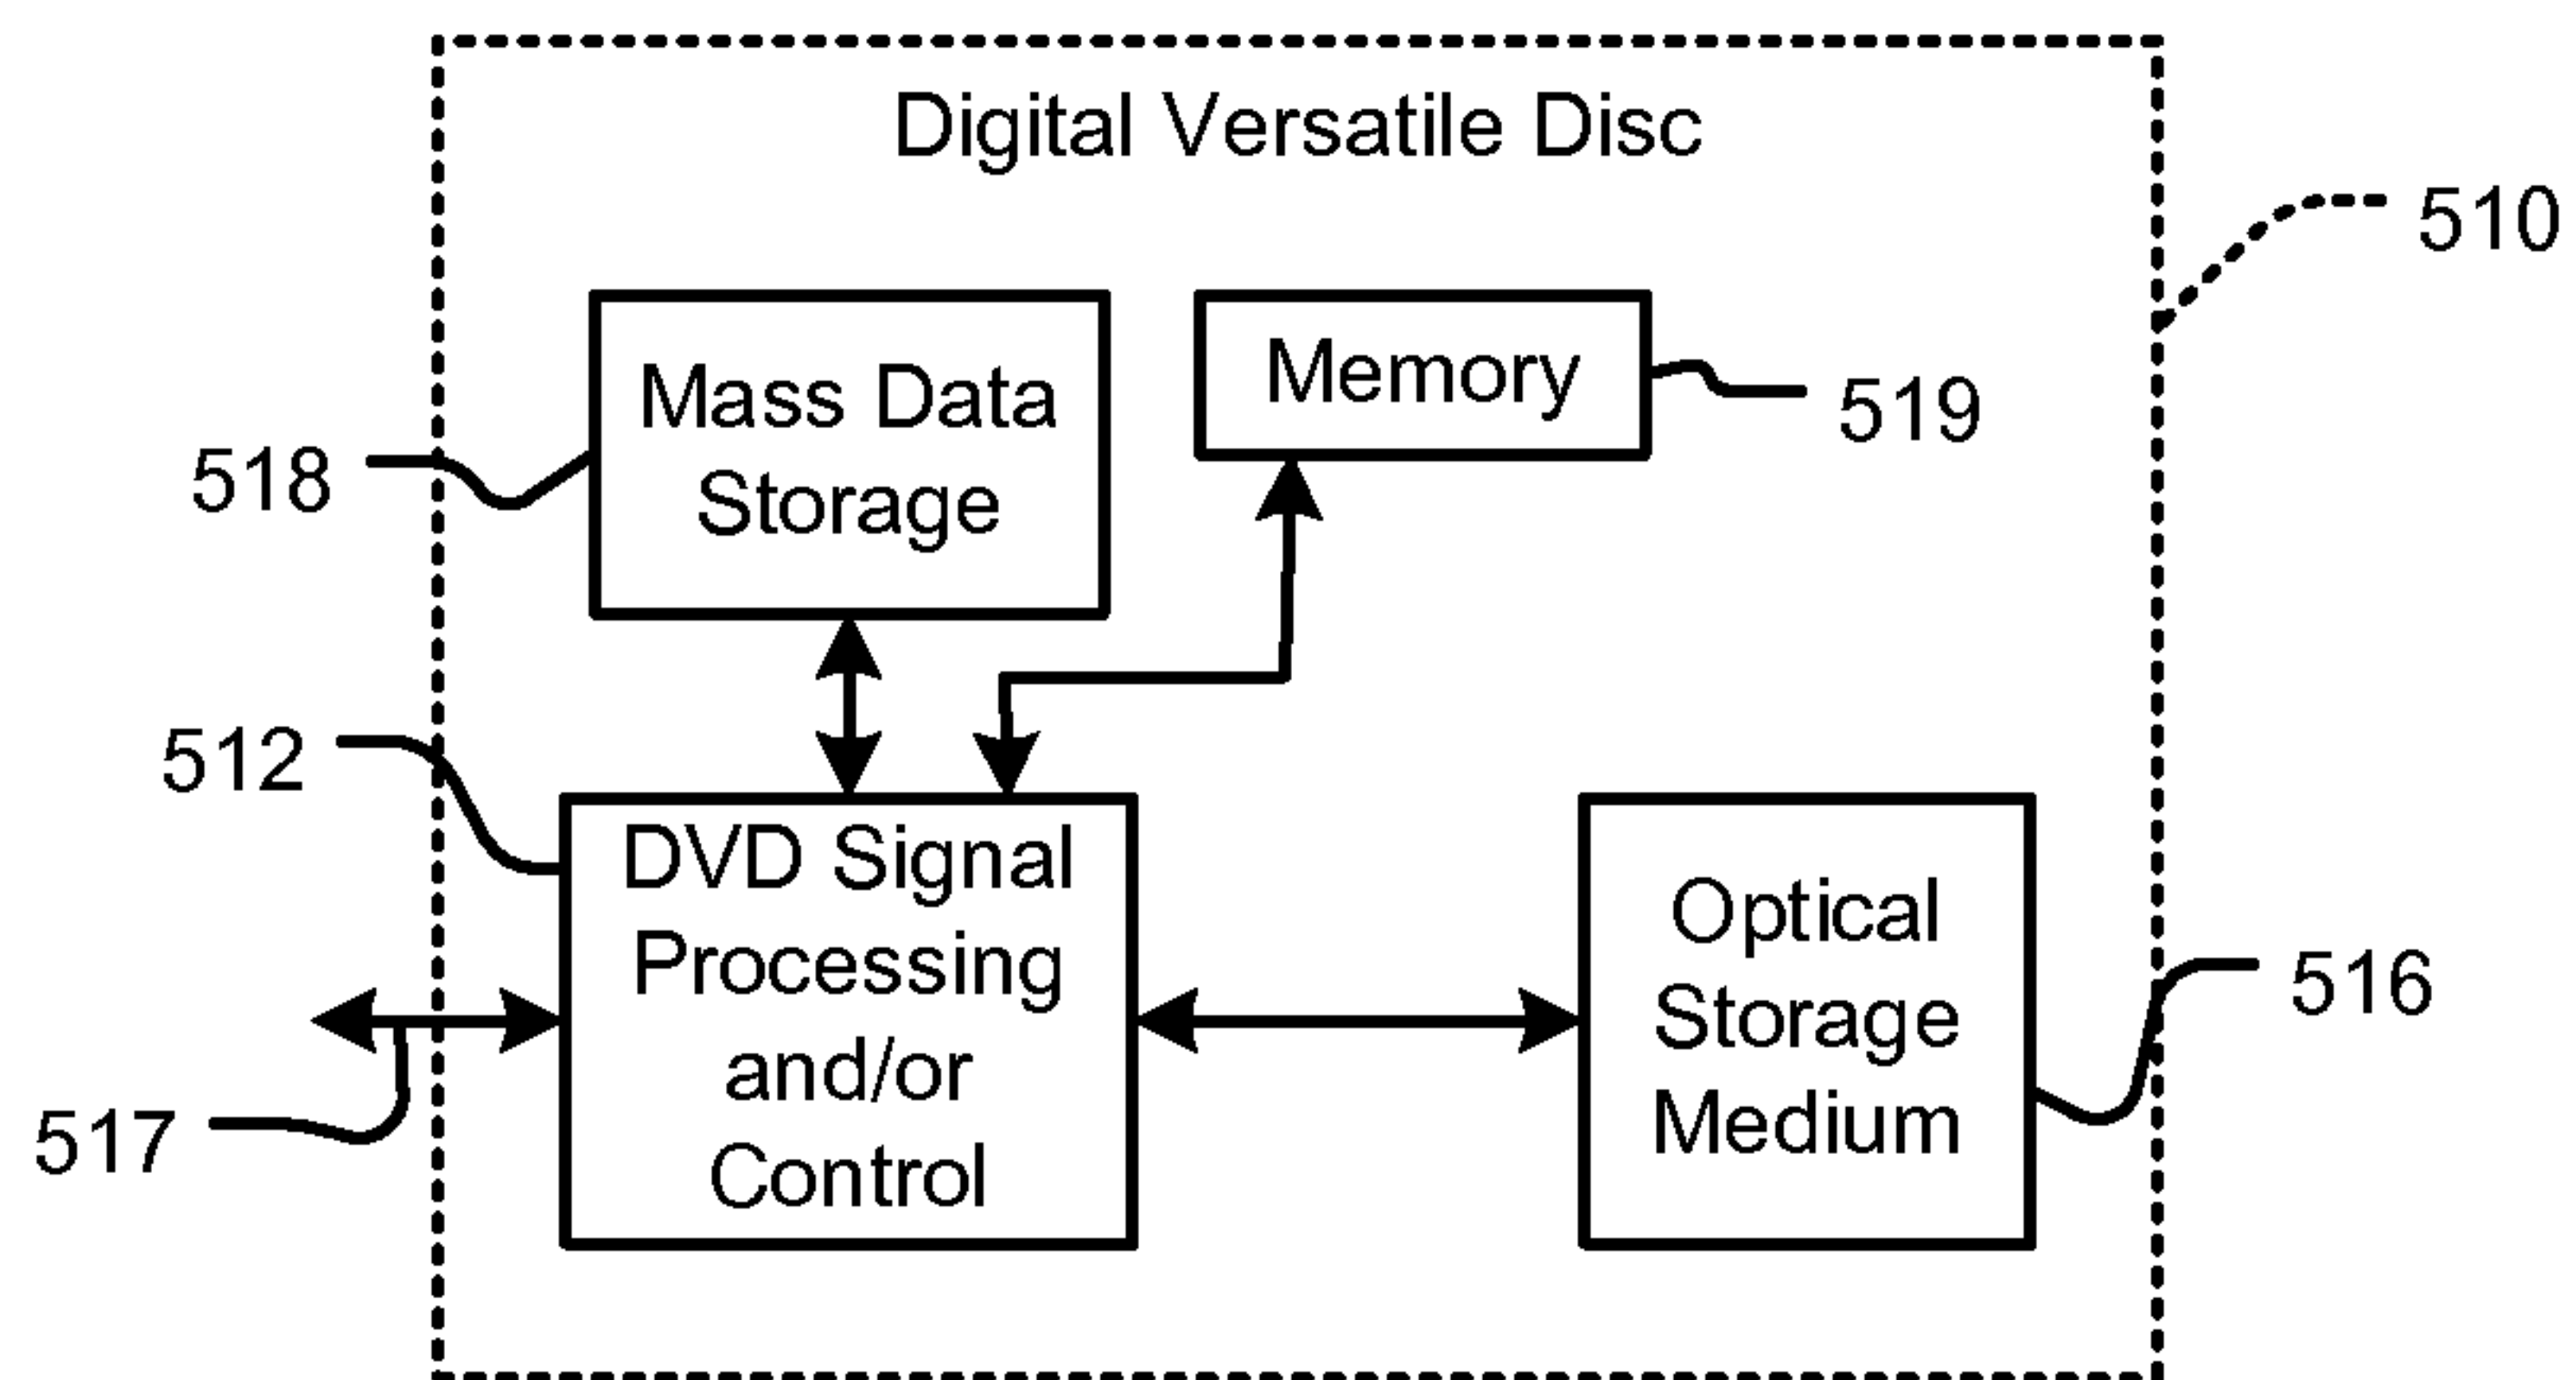 Digital Versatile Disc
510
Mass Data
Storage
Memory
519
518
512
DVD Signal
Processing
and/or
Control
Optical
Storage
Medium
516
517